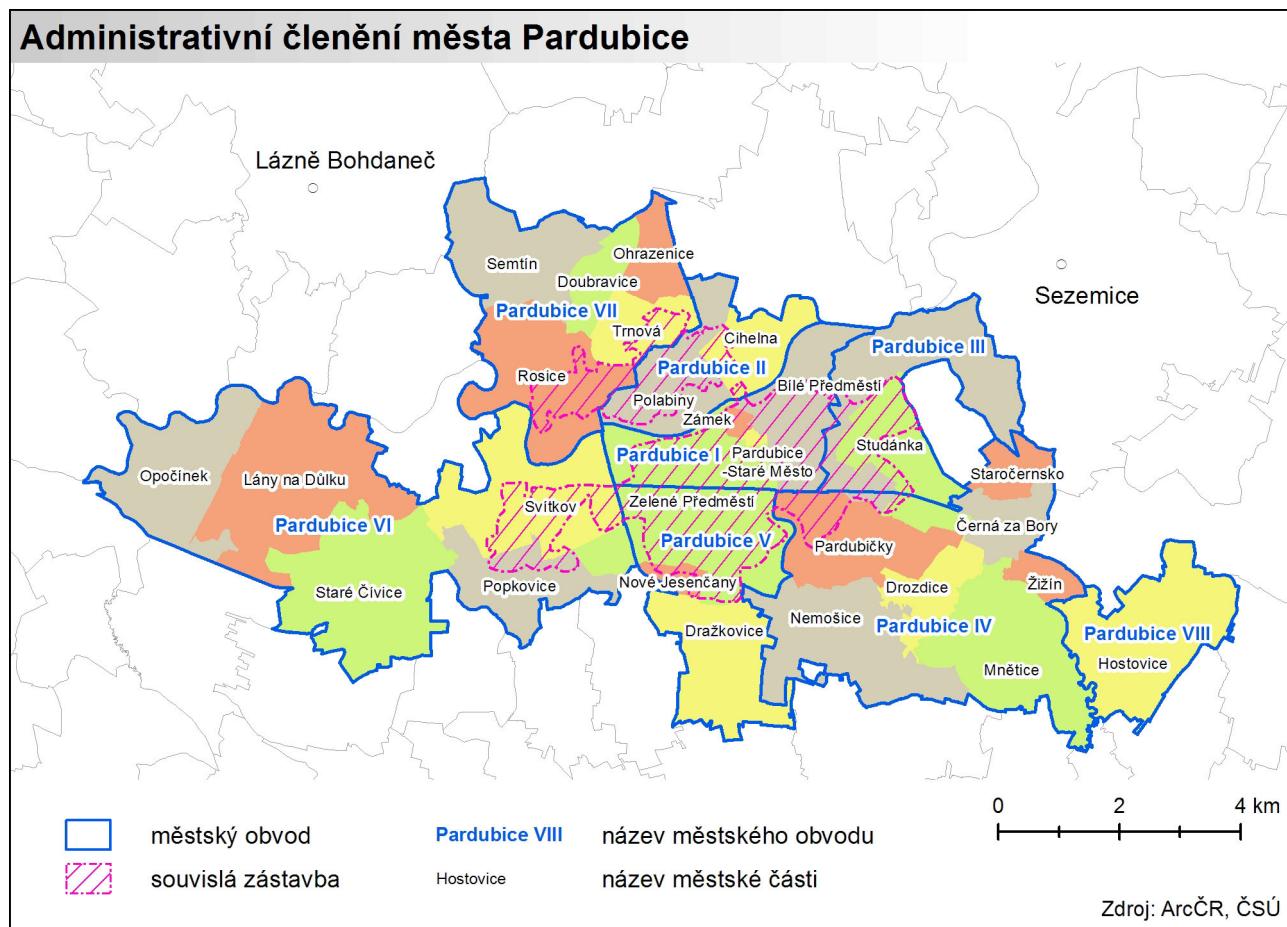 Administrativní členění města Pardubice
Lázně Bohdaneč
Ohrazenice
Semtín
Doubravice
Sezemice
Pardubice VII
Trnová
Cihelna
Pardubice III
Pardubice II
Rosice
Bílé Předměstí
Polabiny
Zámek
Studánka
Pardubice I
Pardubice
-Staré Město
Opočínek
Lány na Důlku
Staročernsko
Svítkov
Zelené Předměstí
Pardubice VI
Černá za Bory
Pardubice V
Pardubičky
Popkovice
Nové Jesenčany
Drozdice
Žižín
Staré Čívice
Nemošice
Pardubice IV
Dražkovice
Pardubice VIII
Hostovice
Mnětice
0 2 4 km
městský obvod
Pardubice VIII
název městského obvodu
souvislá zástavba
Hostovice
název městské části
Zdroj: ArcČR, ČSÚ